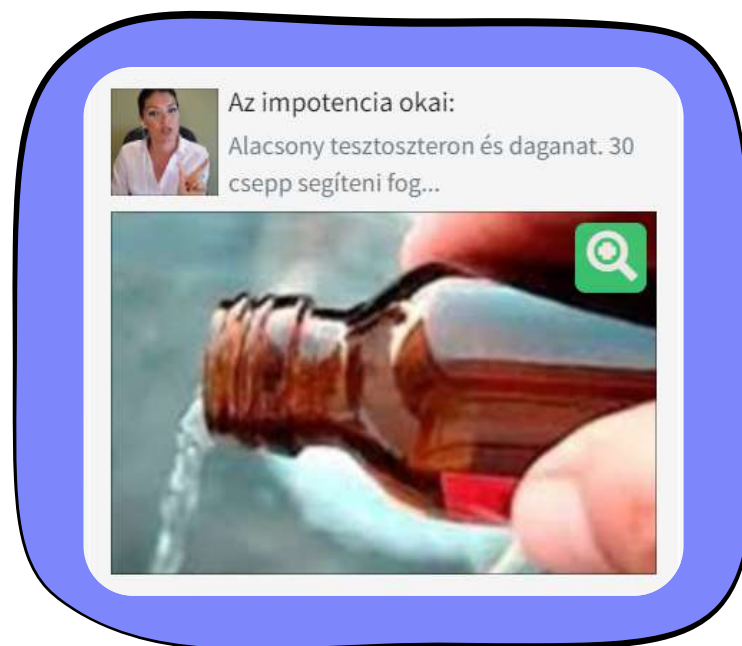 Az impotencia okai:
Alacsony tesztoszteron és daganat. 30
csepp segíteni fog...